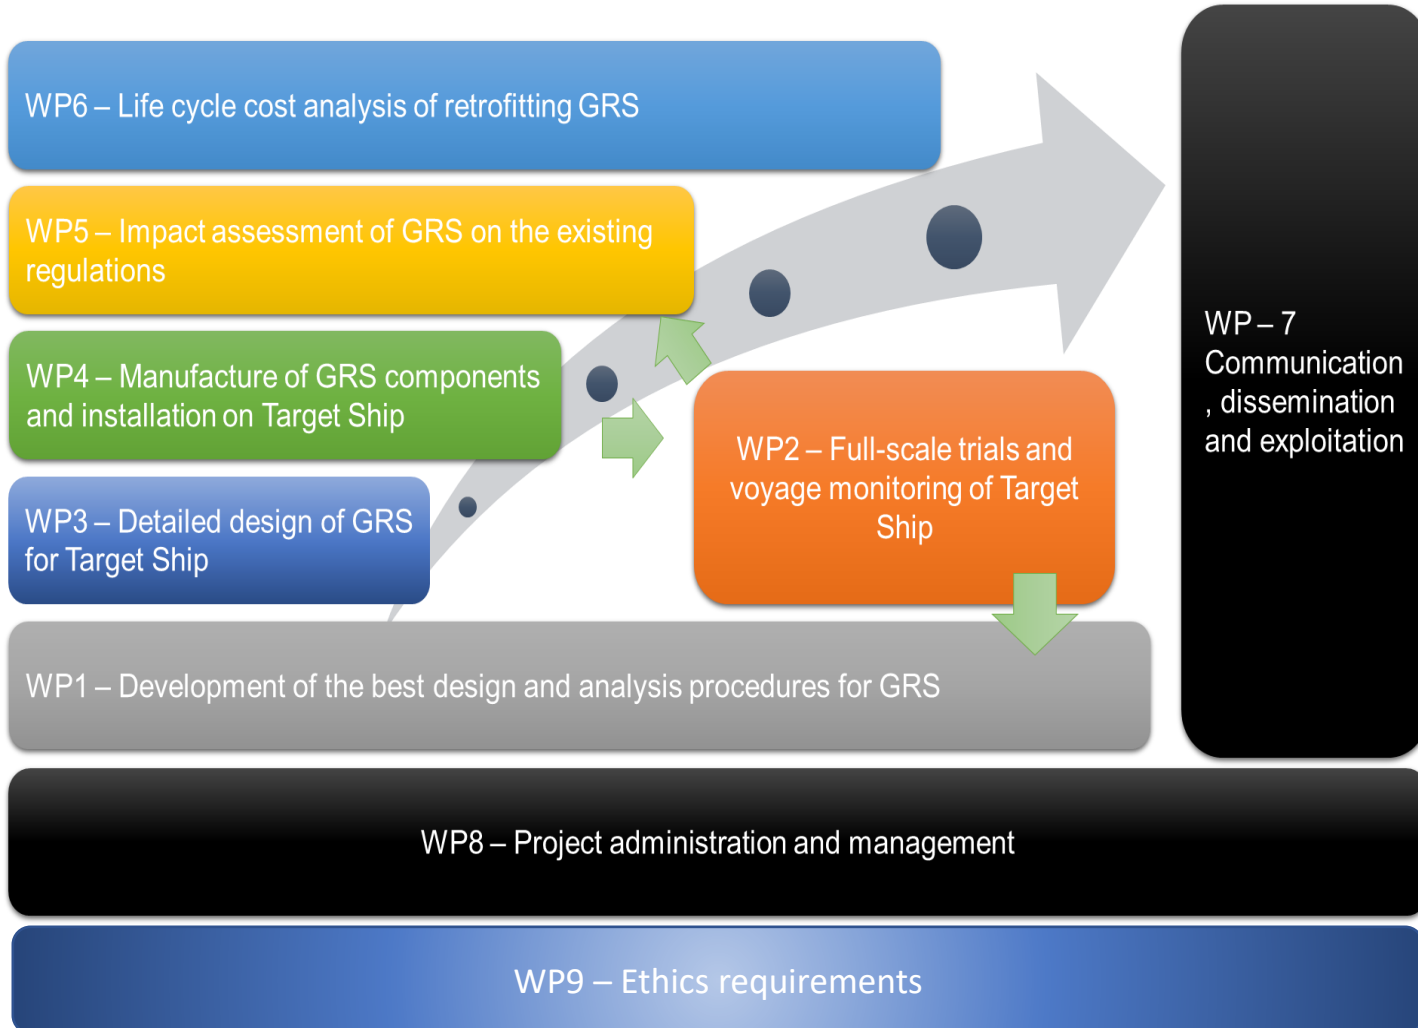 WP6 – Life cycle cost analysis of retrofitting GRS
WP5 – Impact assessment of GRS on the existing
regulations
WP4 – Manufacture of GRS components
and installation on Target Ship
WP3 – Detailed design of GRS
for Target Ship
WP2 – Full-scale trials and
voyage monitoring of Target
Ship
WP – 7
Communication
, dissemination
and exploitation
WP1 – Development of the best design and analysis procedures for GRS
WP8 – Project administration and management
WP9 – Ethics requirements